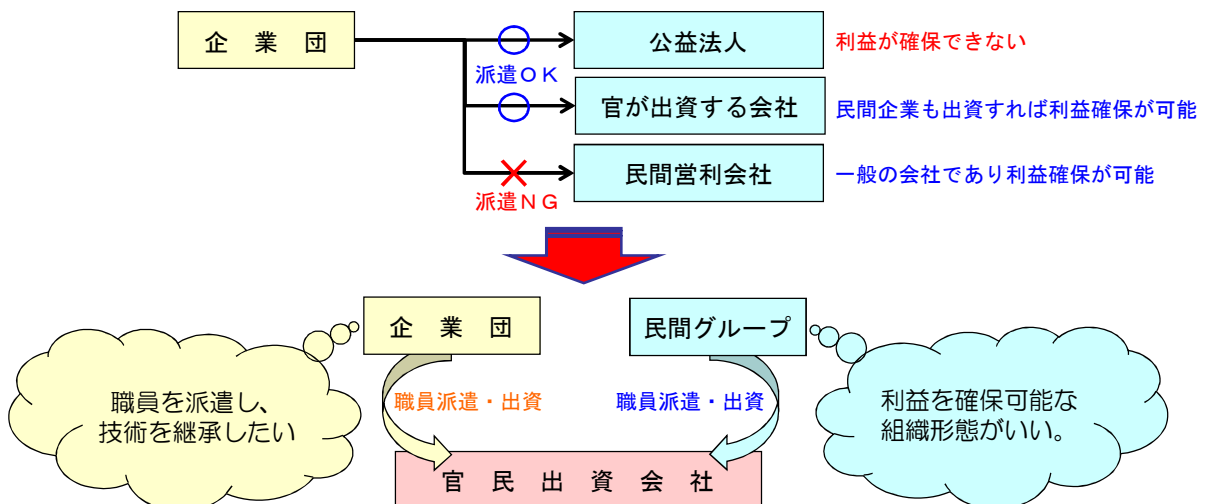 企　業　団
公益法人
利益が確保できない
派遣ＯＫ
官が出資する会社
民間企業も出資すれば利益確保が可能
民間営利会社
一般の会社であり利益確保が可能
派遣ＮＧ
企　業　団
民間グループ
職員を派遣し、
技術を継承したい
職員派遣・出資
職員派遣・出資
利益を確保可能な
組織形態がいい。
官　民　出　資　会　社